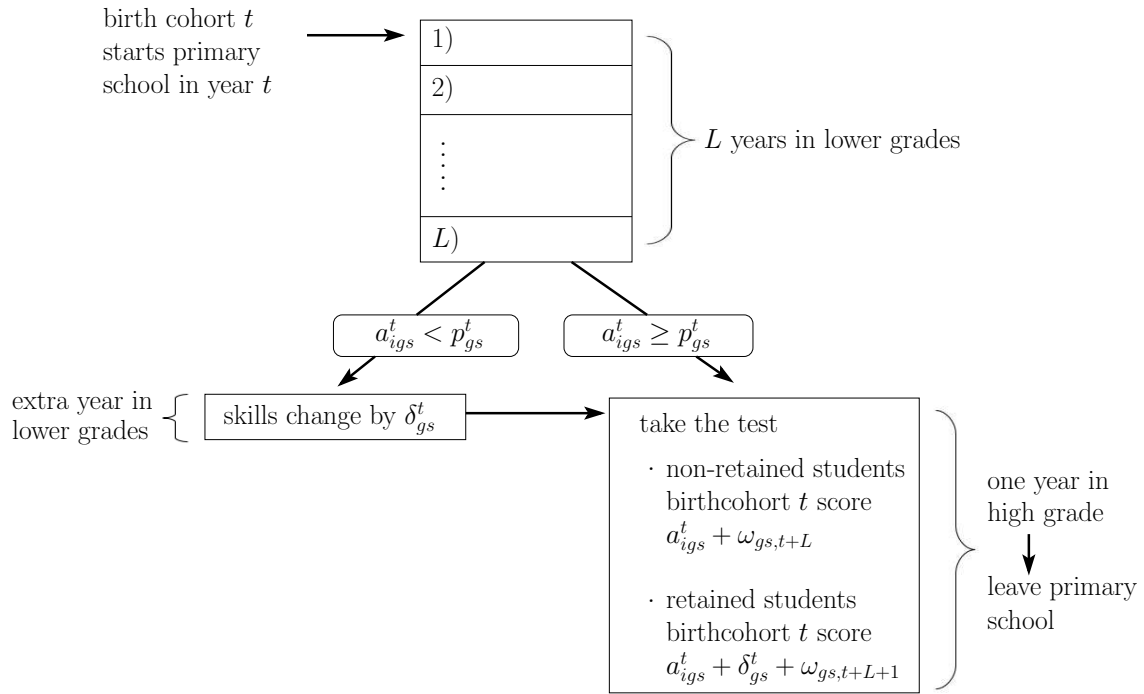 birth cohort t
starts primary
school in year t
1)
2)
⋮
L)
L years in lower grades
a^t_{igs} < p^t_{gs}
a^t_{igs} ≥ p^t_{gs}
extra year in
lower grades
skills change by δ^t_{gs}
take the test
· non-retained students
birthcohort t score
a^t_{igs} + ω_{gs,t+L}
· retained students
birthcohort t score
a^t_{igs} + δ^t_{gs} + ω_{gs,t+L+1}
one year in
high grade
leave primary
school